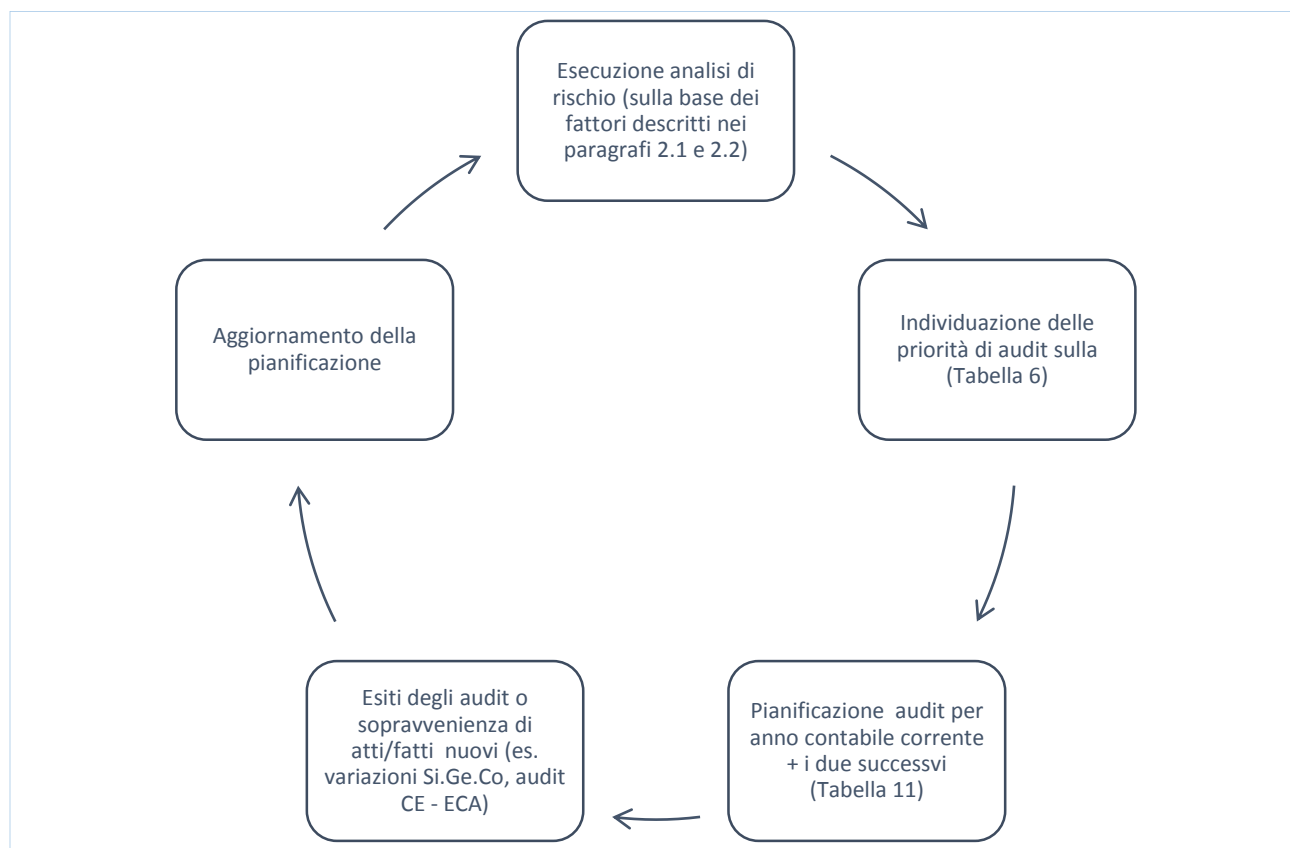 Esecuzione analisi di
rischio (sulla base dei
fattori descritti nei
paragrafi 2.1 e 2.2)
Individuazione delle
priorità di audit sulla
(Tabella 6)
Pianificazione audit per
anno contabile corrente
+ i due successvi
(Tabella 11)
Esiti degli audit o
sopravvenienza di
atti/fatti nuovi (es.
variazioni Si.Ge.Co, audit
CE - ECA)
Aggiornamento della
pianificazione